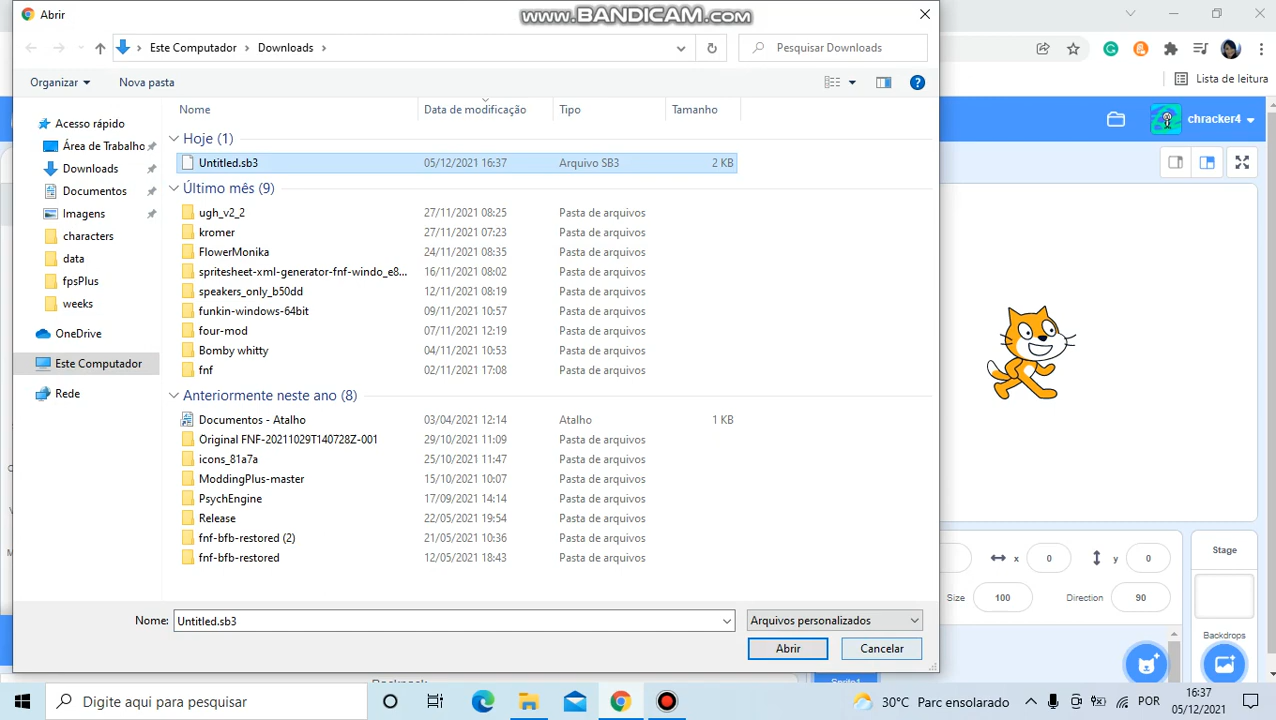 Abrir
www.BANDICAM.com
Este Computador
Downloads
Pesquisar Downloads
Organizar
Nova pasta
Lista de leitura
Nome
Data de modificação
Tipo
Tamanho
chracker4
Acesso rápido
Área de Trabalho
Downloads
Documentos
Imagens
characters
data
fpsPlus
weeks
OneDrive
Este Computador
Rede
Hoje (1)
Untitled.sb3 05/12/2021 16:37 Arquivo SB3 2 KB
Último mês (9)
ugh_v2_2 27/11/2021 08:25 Pasta de arquivos
kromer 27/11/2021 07:23 Pasta de arquivos
FlowerMonika 24/11/2021 08:35 Pasta de arquivos
spritesheet-xml-generator-fnf-windo_e8... 16/11/2021 08:02 Pasta de arquivos
speakers_only_b50dd 12/11/2021 08:19 Pasta de arquivos
funkin-windows-64bit 09/11/2021 10:57 Pasta de arquivos
four-mod 07/11/2021 12:19 Pasta de arquivos
Bomby whitty 04/11/2021 10:53 Pasta de arquivos
fnf 02/11/2021 17:08 Pasta de arquivos
Anteriormente neste ano (8)
Documentos - Atalho 03/04/2021 12:14 Atalho 1 KB
Original FNF-20211029T140728Z-001 29/10/2021 11:09 Pasta de arquivos
icons_81a7a 25/10/2021 11:47 Pasta de arquivos
ModdingPlus-master 15/10/2021 10:07 Pasta de arquivos
PsychEngine 17/09/2021 14:14 Pasta de arquivos
Release 22/05/2021 19:54 Pasta de arquivos
fnf-bfb-restored (2) 21/05/2021 10:36 Pasta de arquivos
fnf-bfb-restored 12/05/2021 18:43 Pasta de arquivos
Nome: Untitled.sb3
Arquivos personalizados
Abrir
Cancelar
x 0
y 0
Size 100
Direction 90
Stage
Backdrops
Sprite1
Digite aqui para pesquisar
30°C Parc ensolarado
POR
16:37
05/12/2021